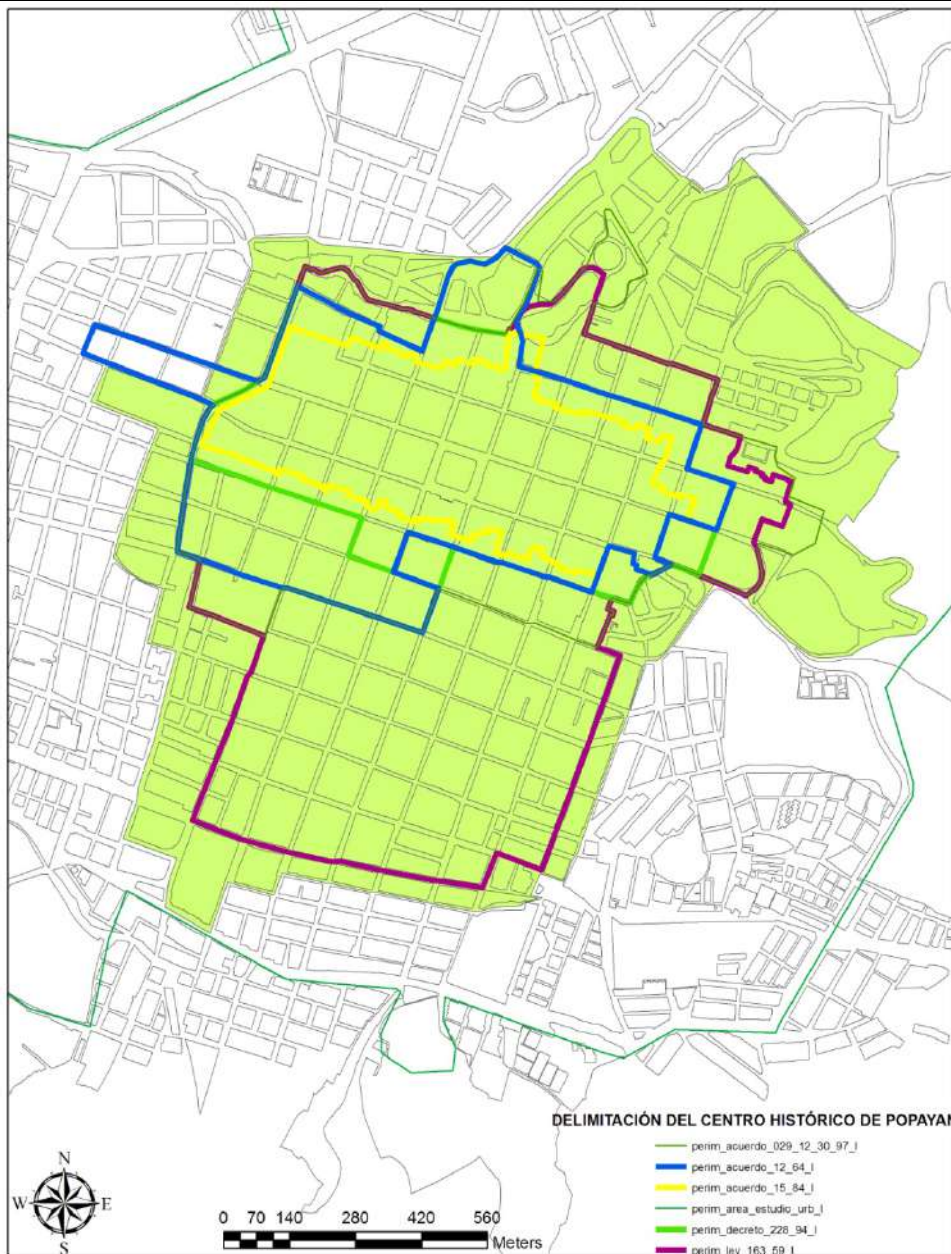 DELIMITACIÓN DEL CENTRO HISTÓRICO DE POPAYAN
perim_acuerdo_029_12_30_97_l
perim_acuerdo_12_64_l
perim_acuerdo_15_84_l
perim_area_estudio_urb_l
perim_decreto_228_94_l
perim_ley_163_59_l
N
W E
S
0 70 140 280 420 560
Meters